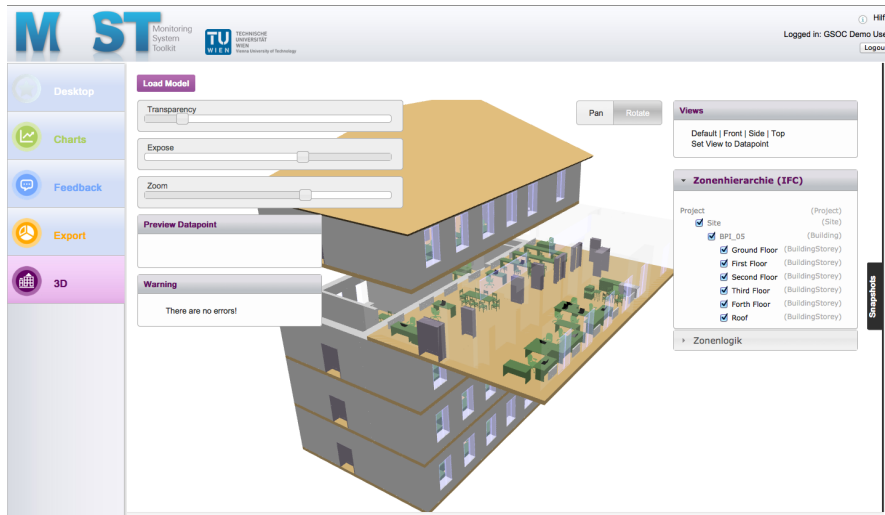 M ST
Monitoring
System
Toolkit
TU
WIEN
TECHNISCHE
UNIVERSITÄT
WIEN
Vienna University of Technology
Hilf
Logged in: GSOC Demo Use
Logou
Desktop
Charts
Feedback
Export
3D
Load Model
Transparency
Expose
Zoom
Preview Datapoint
Warning
There are no errors!
Pan Rotate
Views
Default | Front | Side | Top
Set View to Datapoint
Zonenhierarchie (IFC)
Project (Project)
Site (Site)
BPI_05 (Building)
Ground Floor (BuildingStorey)
First Floor (BuildingStorey)
Second Floor (BuildingStorey)
Third Floor (BuildingStorey)
Forth Floor (BuildingStorey)
Roof (BuildingStorey)
Zonenlogik
Snapshots